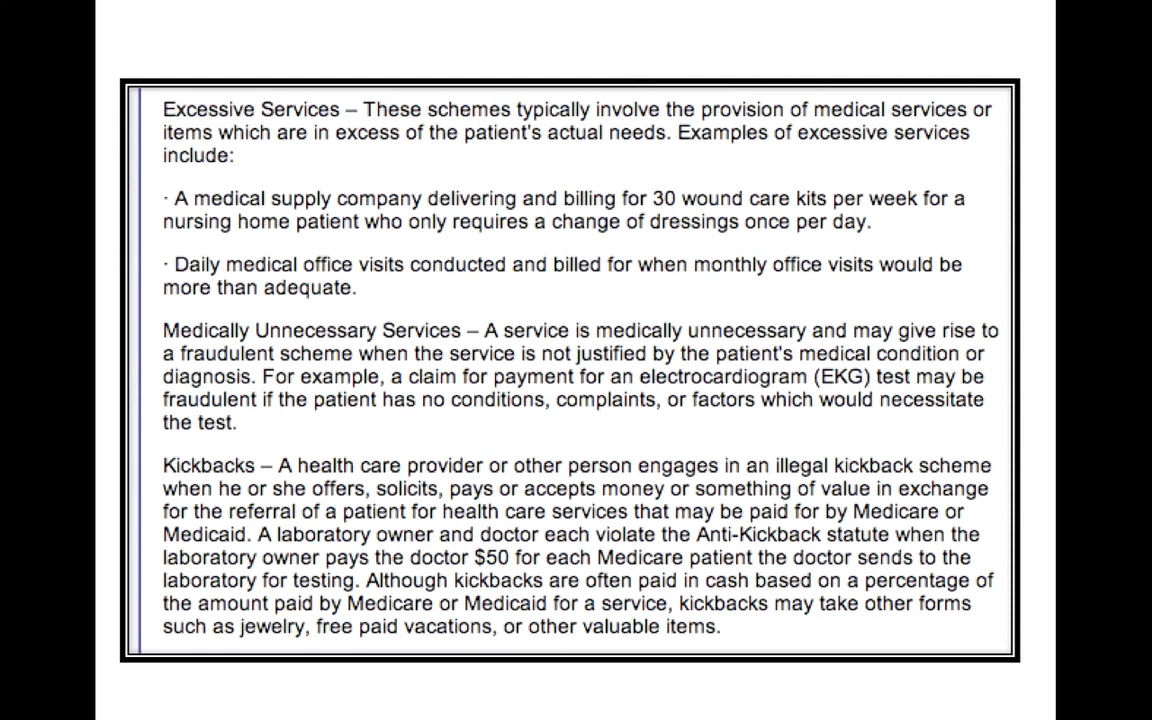 Excessive Services – These schemes typically involve the provision of medical services or
items which are in excess of the patient's actual needs. Examples of excessive services
include:
· A medical supply company delivering and billing for 30 wound care kits per week for a
nursing home patient who only requires a change of dressings once per day.
· Daily medical office visits conducted and billed for when monthly office visits would be
more than adequate.
Medically Unnecessary Services – A service is medically unnecessary and may give rise to
a fraudulent scheme when the service is not justified by the patient's medical condition or
diagnosis. For example, a claim for payment for an electrocardiogram (EKG) test may be
fraudulent if the patient has no conditions, complaints, or factors which would necessitate
the test.
Kickbacks – A health care provider or other person engages in an illegal kickback scheme
when he or she offers, solicits, pays or accepts money or something of value in exchange
for the referral of a patient for health care services that may be paid for by Medicare or
Medicaid. A laboratory owner and doctor each violate the Anti-Kickback statute when the
laboratory owner pays the doctor $50 for each Medicare patient the doctor sends to the
laboratory for testing. Although kickbacks are often paid in cash based on a percentage of
the amount paid by Medicare or Medicaid for a service, kickbacks may take other forms
such as jewelry, free paid vacations, or other valuable items.